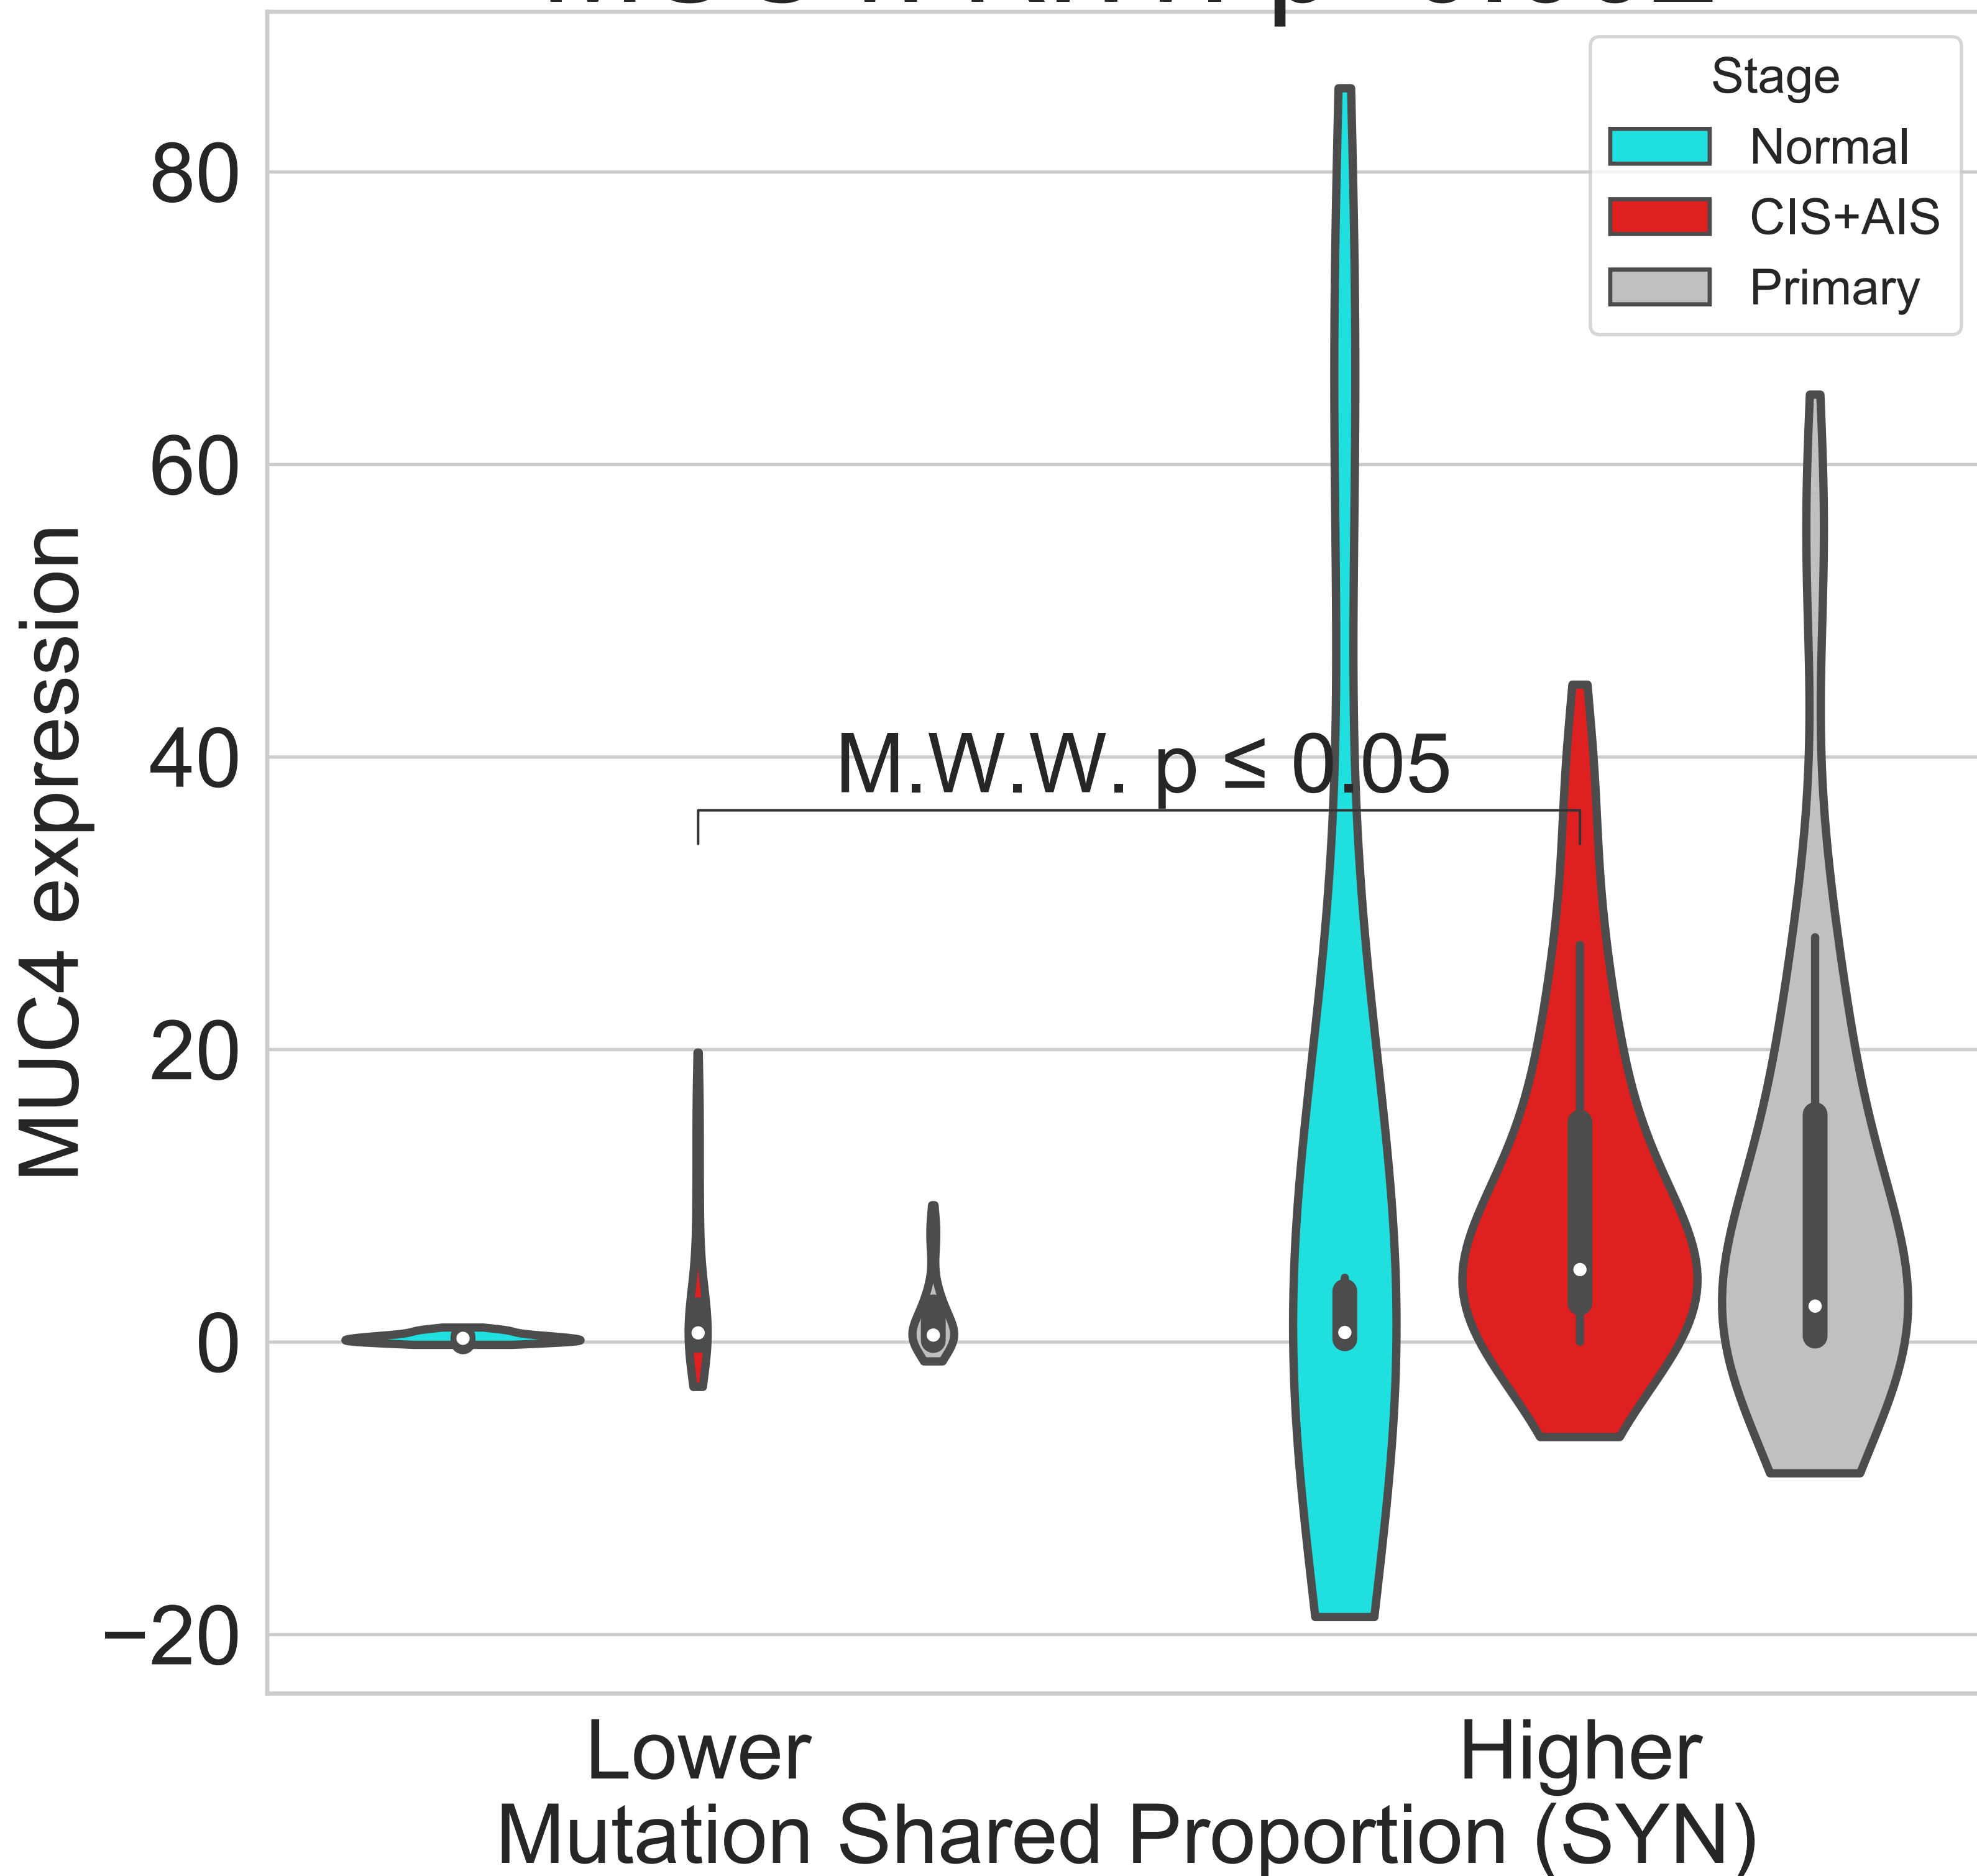 Stage
Normal
CIS+AIS
Primary
80
60
40
20
0
−20
MUC4 expression
M.W.W. p ≤ 0.05
Lower
Higher
Mutation Shared Proportion (SYN)